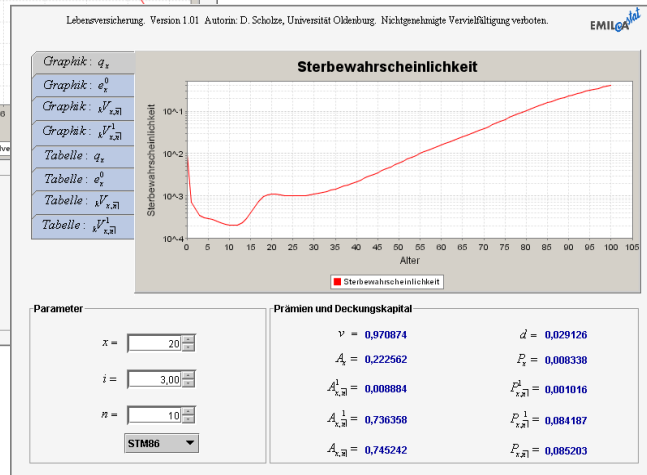 Lebensversicherung. Version 1.01 Autorin: D. Scholze, Universität Oldenburg. Nichtgenehmigte Vervielfältigung verboten.
EMILeAstat
Graphik : qₓ
Graphik : e⁰ₓ
Graphik : ₖVₓ,ₙ̅|
Graphik : ₖV¹ₓ,ₙ̅|
Tabelle : qₓ
Tabelle : e⁰ₓ
Tabelle : ₖVₓ,ₙ̅|
Tabelle : ₖV¹ₓ,ₙ̅|
Sterbewahrscheinlichkeit
Sterbewahrscheinlichkeit
10^-1
10^-2
10^-3
10^-4
0 5 10 15 20 25 30 35 40 45 50 55 60 65 70 75 80 85 90 95 100 105
Alter
Sterbewahrscheinlichkeit
Parameter
x = 20
i = 3,00
n = 10
STM86
Prämien und Deckungskapital
v = 0,970874 d = 0,029126
Aₓ = 0,222562 Pₓ = 0,008338
A¹ₓ,ₙ̅| = 0,008884 P¹ₓ,ₙ̅| = 0,001016
Aₓ,ₙ̅|¹ = 0,736358 Pₓ,ₙ̅|¹ = 0,084187
Aₓ,ₙ̅| = 0,745242 Pₓ,ₙ̅| = 0,085203